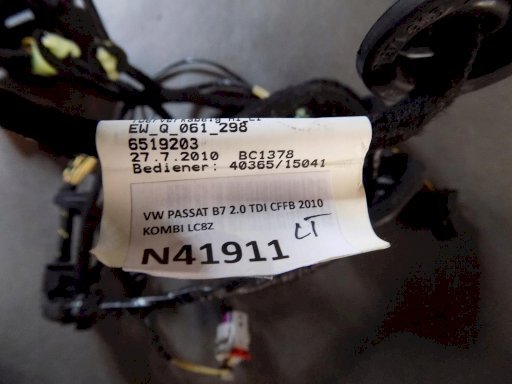 EW_Q_061_298
6519203
27.7.2010 BC1378
Bediener: 40365/15041
VW PASSAT B7 2.0 TDI CFFB 2010
KOMBI LC8Z
LT
N41911